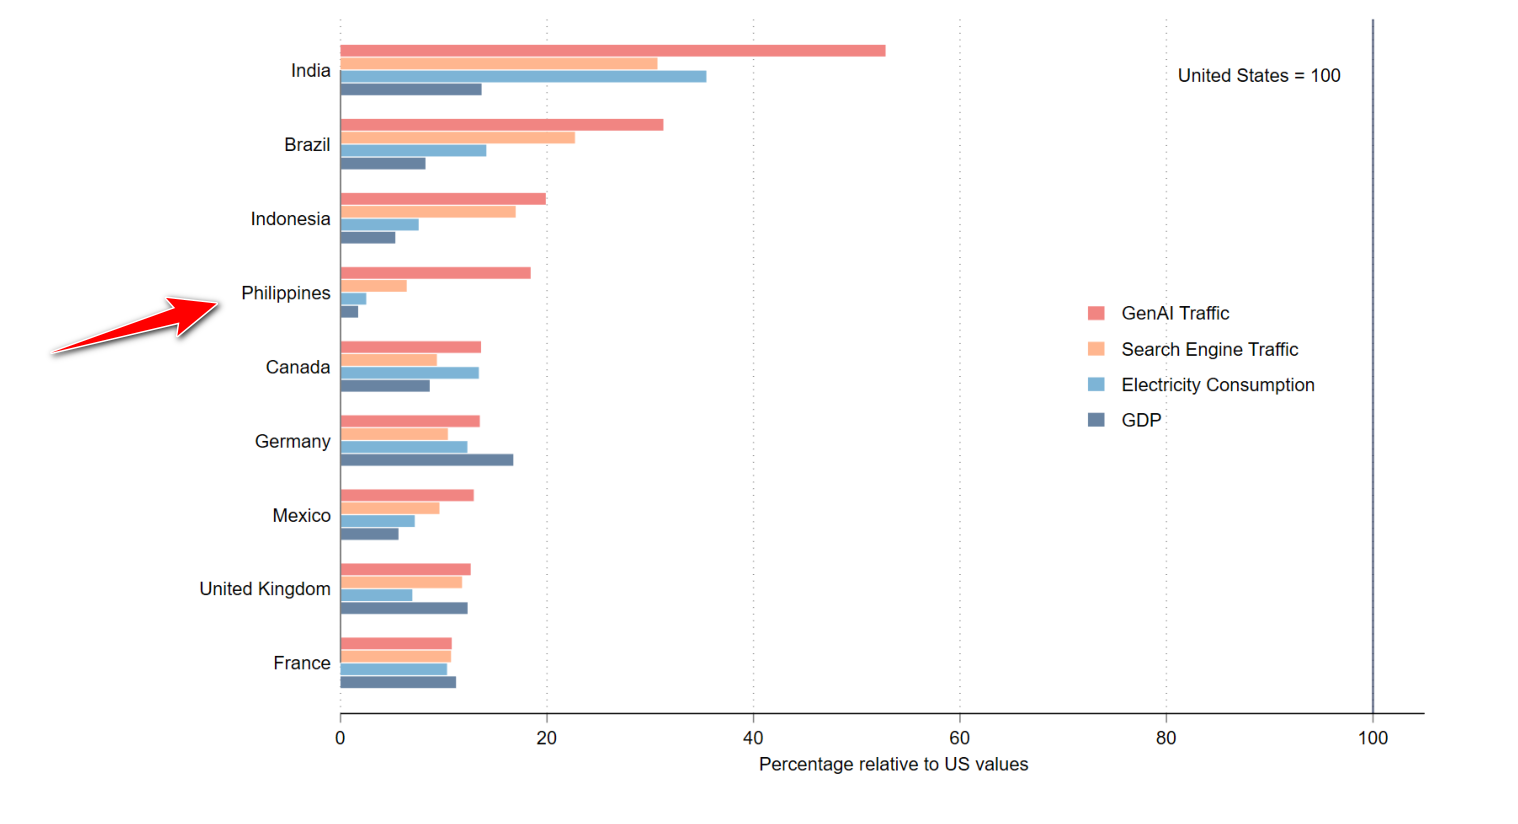 India
United States = 100
Brazil
Indonesia
Philippines
GenAI Traffic
Search Engine Traffic
Canada
Electricity Consumption
GDP
Germany
Mexico
United Kingdom
France
0 20 40 60 80 100
Percentage relative to US values